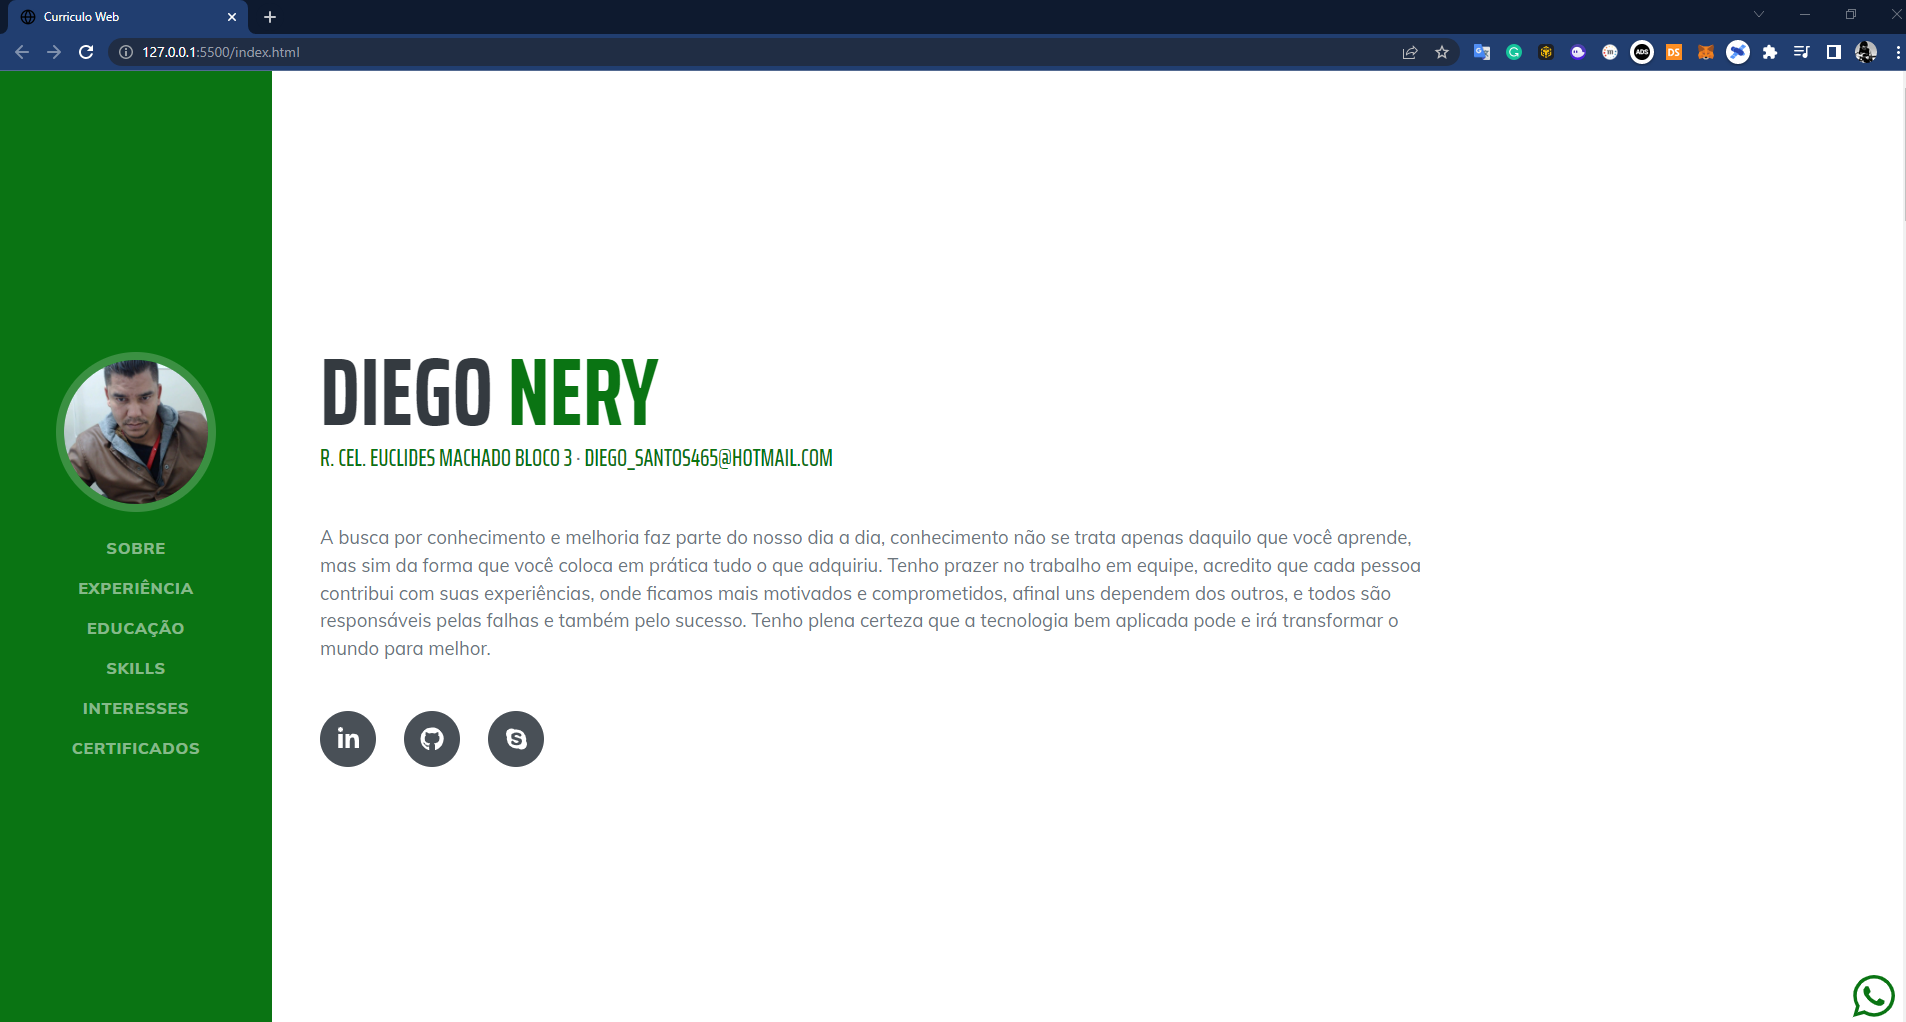 Curriculo Web
127.0.0.1:5500/index.html
DS
ADS
DIEGO NERY
R. CEL. EUCLIDES MACHADO BLOCO 3 · DIEGO_SANTOS465@HOTMAIL.COM
SOBRE
EXPERIÊNCIA
EDUCAÇÃO
SKILLS
INTERESSES
CERTIFICADOS
A busca por conhecimento e melhoria faz parte do nosso dia a dia, conhecimento não se trata apenas daquilo que você aprende,
mas sim da forma que você coloca em prática tudo o que adquiriu. Tenho prazer no trabalho em equipe, acredito que cada pessoa
contribui com suas experiências, onde ficamos mais motivados e comprometidos, afinal uns dependem dos outros, e todos são
responsáveis pelas falhas e também pelo sucesso. Tenho plena certeza que a tecnologia bem aplicada pode e irá transformar o
mundo para melhor.
in